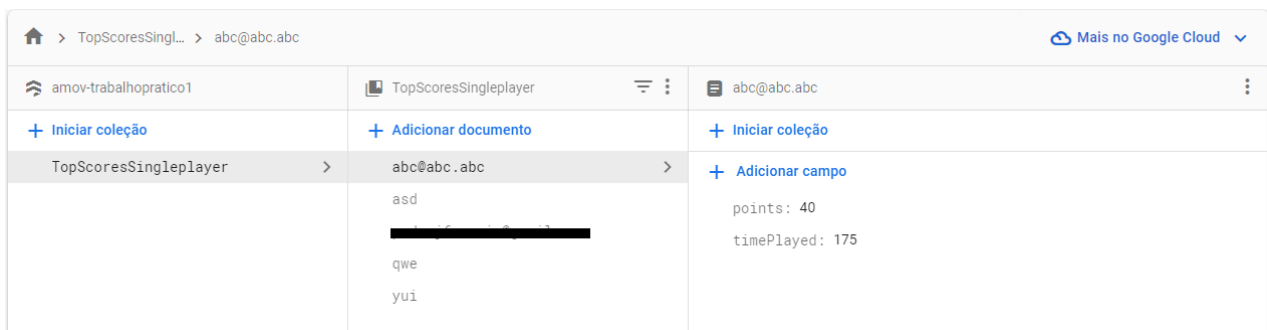 TopScoresSingl... > abc@abc.abc Mais no Google Cloud
amov-trabalhopratico1 TopScoresSingleplayer abc@abc.abc
+ Iniciar coleção + Adicionar documento + Iniciar coleção
TopScoresSingleplayer > abc@abc.abc > + Adicionar campo
asd points: 40
timePlayed: 175
qwe
yui